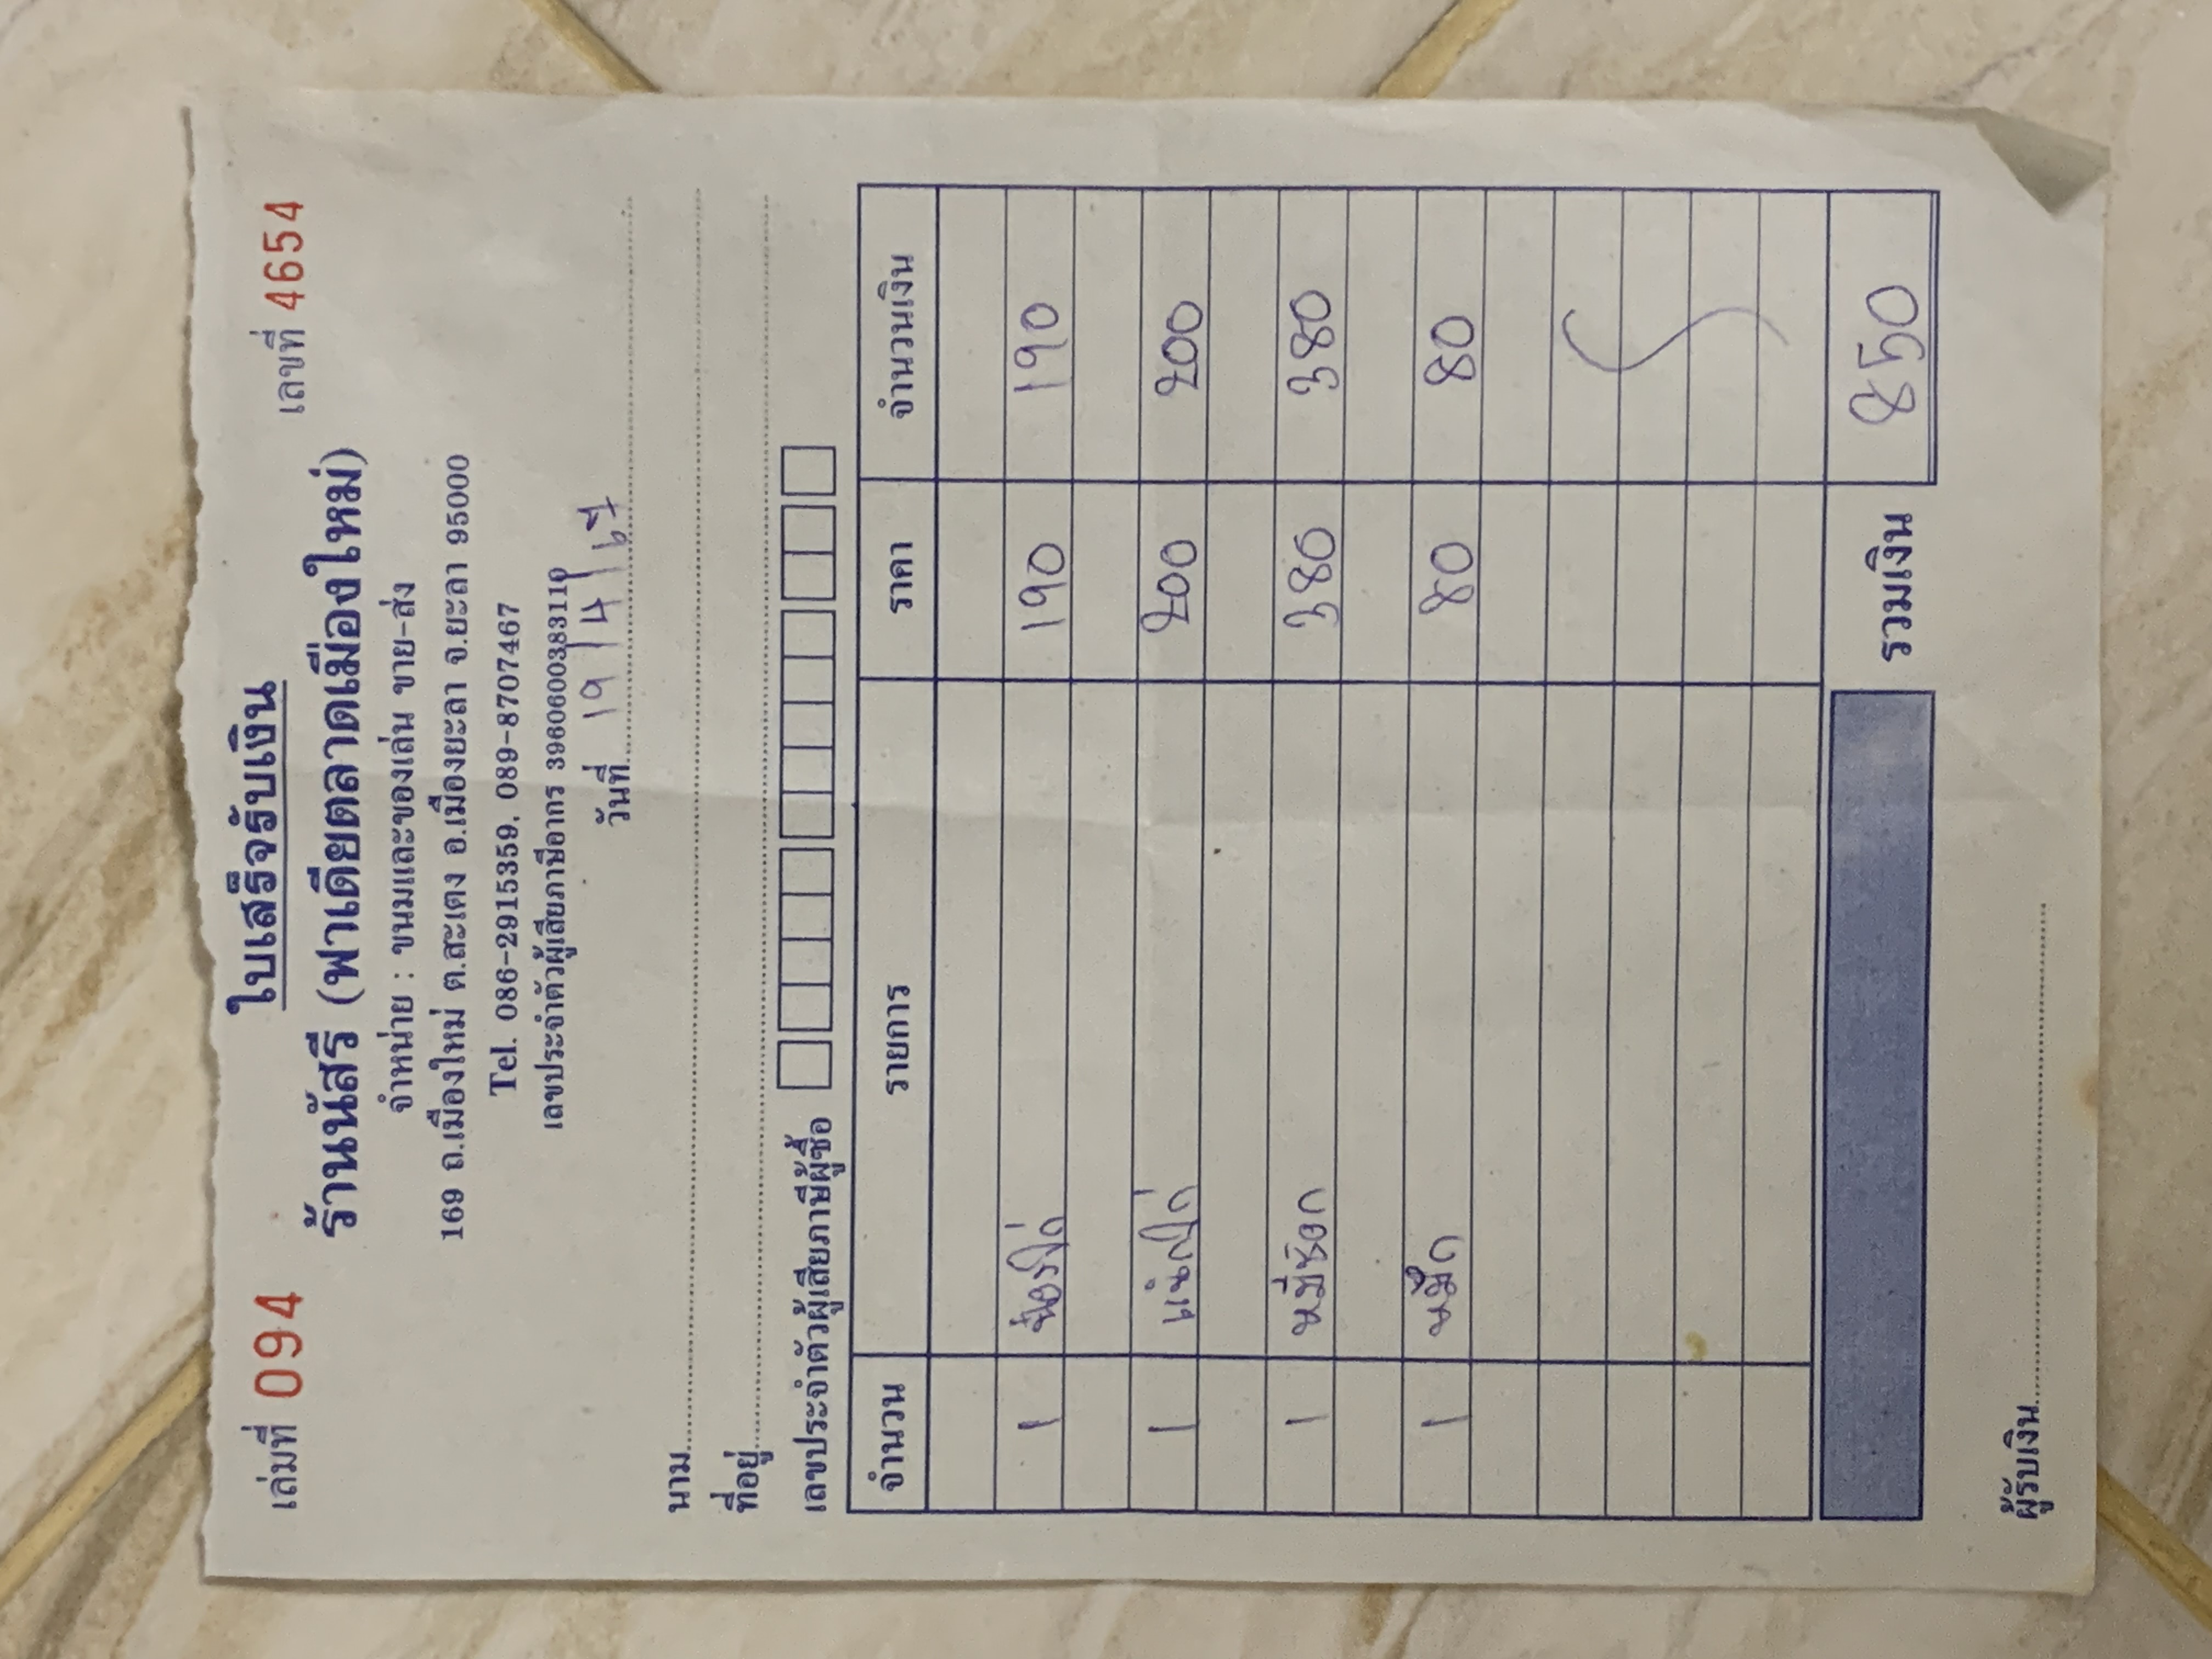 เล่มที่ 094
ใบเสร็จรับเงิน
เลขที่ 4654
ร้านนัสรี (ฟาเดียตลาดเมืองใหม่)
จำหน่าย : ขนมและของเล่น ขาย-ส่ง
169 ถ.เมืองใหม่ ต.สะเตง อ.เมืองยะลา จ.ยะลา 95000
Tel. 086-2915359, 089-8707467
เลขประจำตัวผู้เสียภาษีอากร 3960600383110
วันที่ 19/4/67
นาม
ที่อยู่
เลขประจำตัวผู้เสียภาษีผู้ซื้อ
จำนวน รายการ ราคา จำนวนเงิน
1 น่องไก่ 190 190
1 200 200
1 หมีช็อก 380 380
1 หมึก 80 80
รวมเงิน 850
ผู้รับเงิน